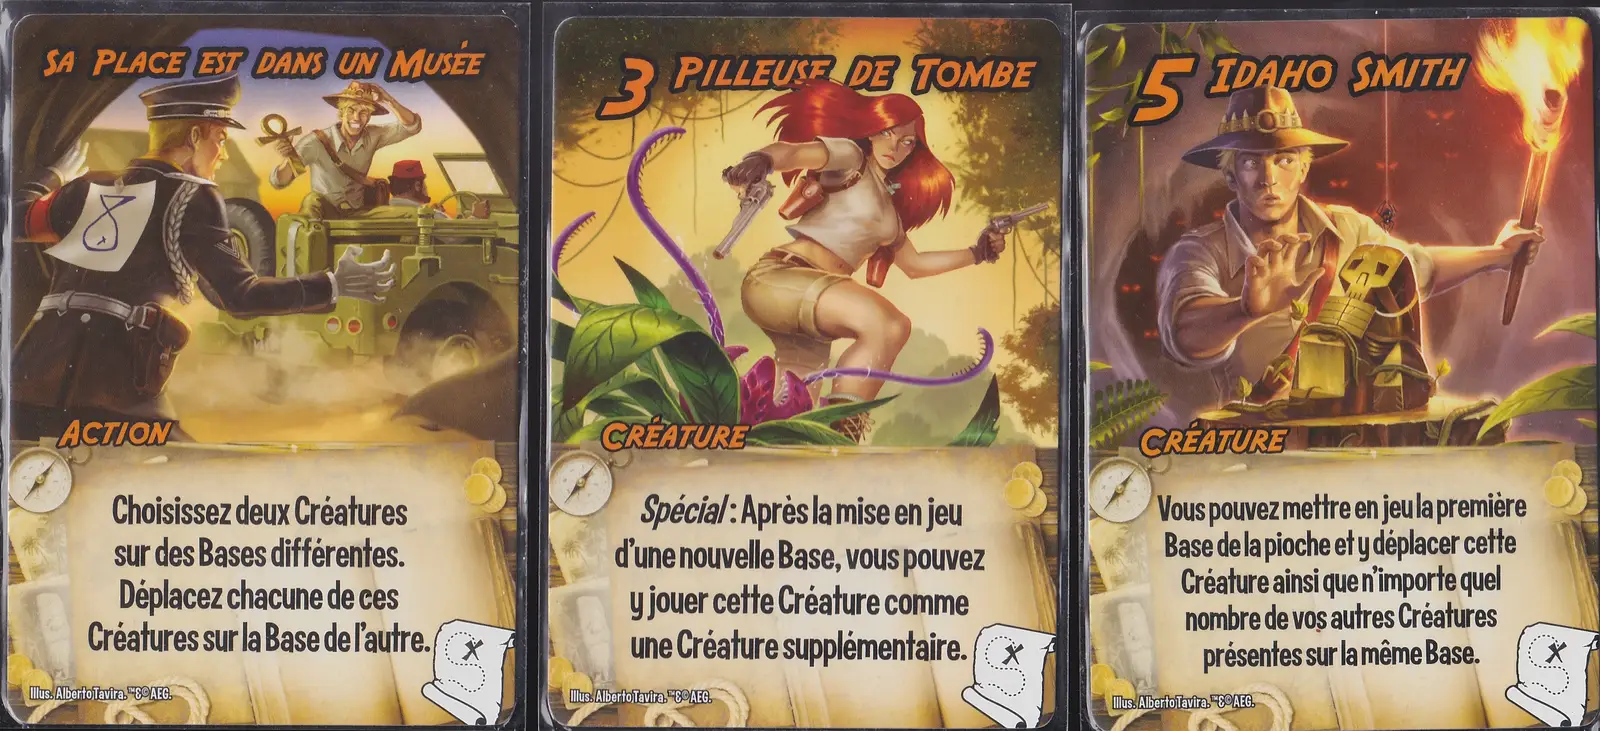 SA PLACE EST DANS UN MUSÉE
8
ACTION
Choisissez deux Créatures
sur des Bases différentes.
Déplacez chacune de ces
Créatures sur la Base de l'autre.
Illus. Alberto Tavira. ™&©AEG.
3 PILLEUSE DE TOMBE
CRÉATURE
Spécial : Après la mise en jeu
d'une nouvelle Base, vous pouvez
y jouer cette Créature comme
une Créature supplémentaire.
Illus. Alberto Tavira. ™&©AEG.
5 IDAHO SMITH
CRÉATURE
Vous pouvez mettre en jeu la première
Base de la pioche et y déplacer cette
Créature ainsi que n'importe quel
nombre de vos autres Créatures
présentes sur la même Base.
Illus. Alberto Tavira. ™&©AEG.